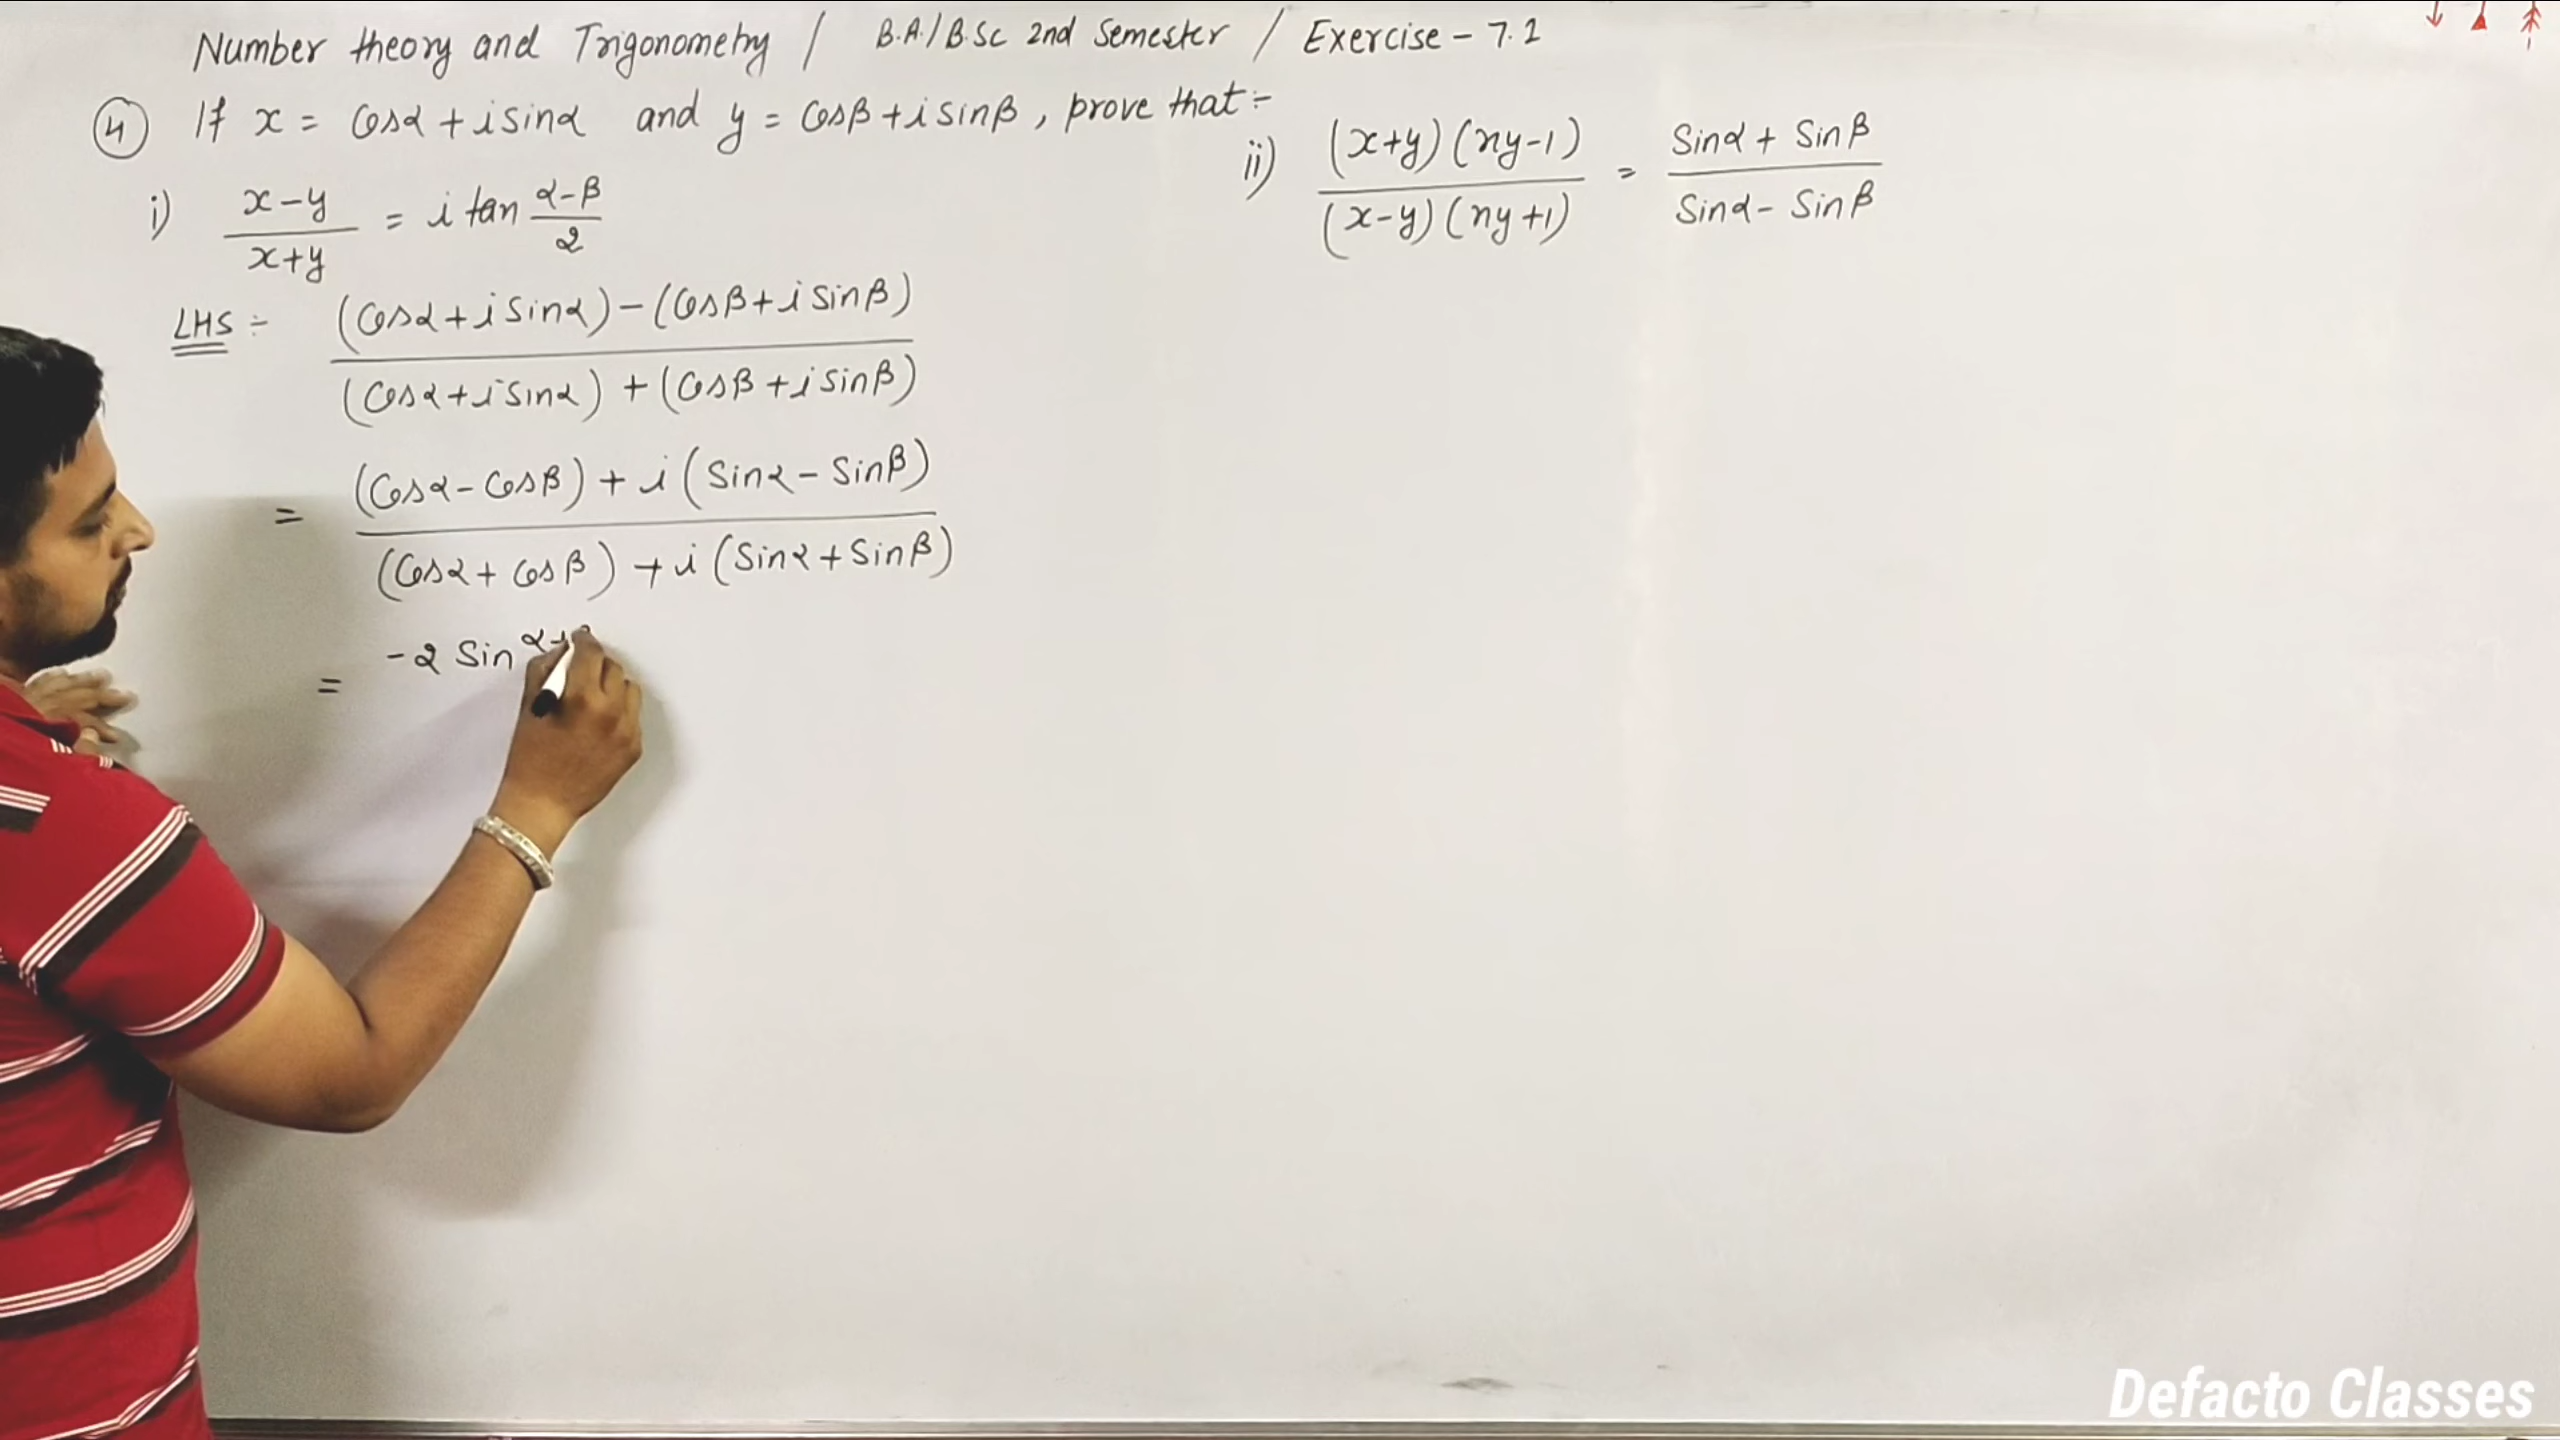 Number theory and Trigonometry / B.A./B.Sc 2nd Semester / Exercise - 7.1
④ If x = Cosα + i sinα and y = Cosβ + i sinβ, prove that :-
i) (x-y)/(x+y) = i tan (α-β)/2
ii) (x+y)(xy-1)/(x-y)(xy+1) = (Sinα + Sinβ)/(Sinα - Sinβ)
LHS :- ((Cosα + i Sinα) - (Cosβ + i Sinβ))/((Cosα + i Sinα) + (Cosβ + i Sinβ))
= ((Cosα - Cosβ) + i (Sinα - Sinβ))/((Cosα + Cosβ) + i (Sinα + Sinβ))
= -2 Sin α+
Defacto Classes